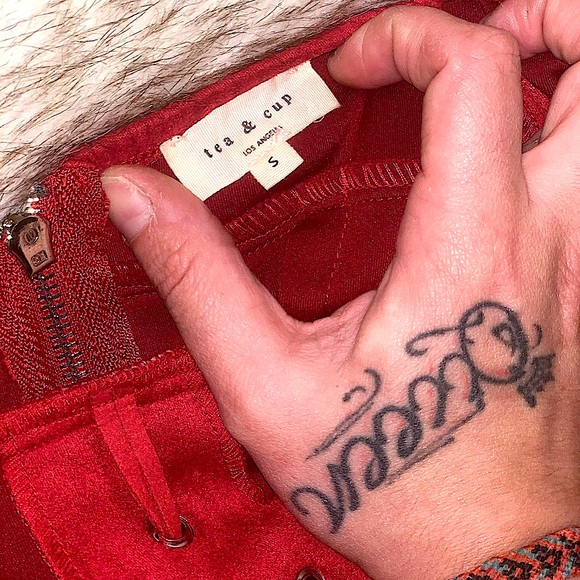 tea & cup
LOS ANGELES
S
Queen